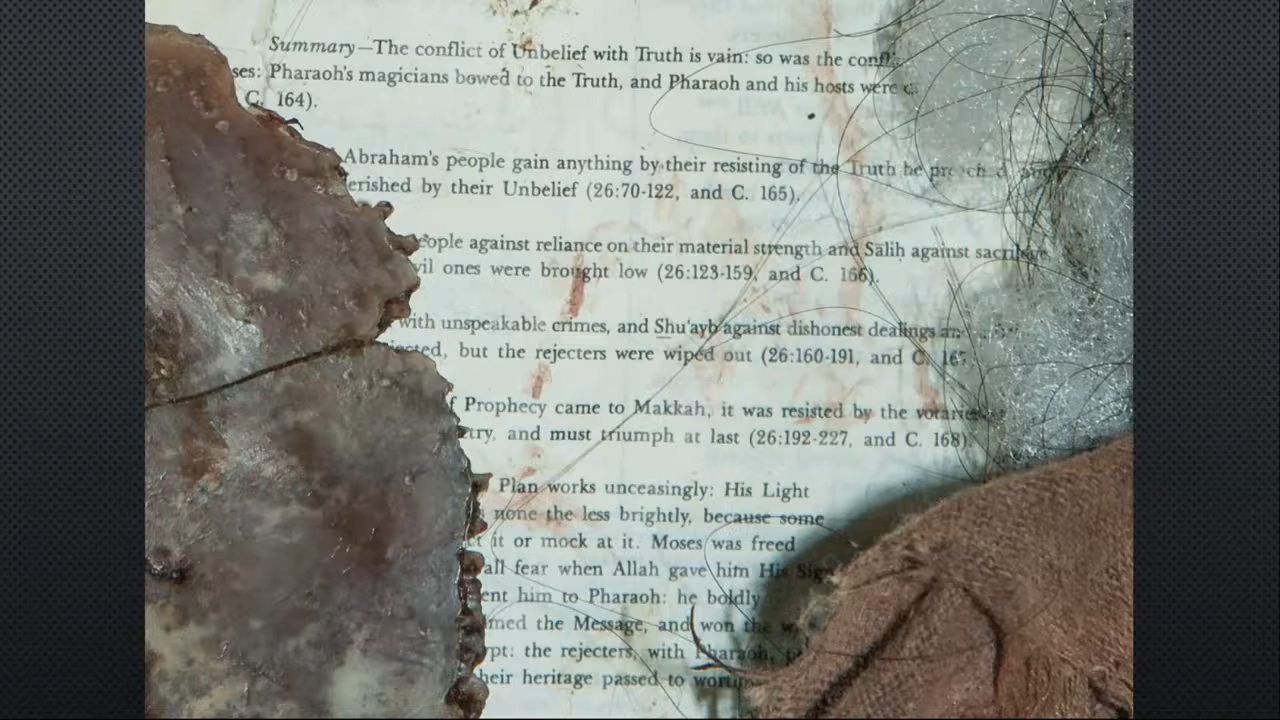 Summary—The conflict of Unbelief with Truth is vain: so was the
Pharaoh's magicians bowed to the Truth, and Pharaoh and his hosts were
C. 164).
Abraham's people gain anything by their resisting of the Truth he
erished by their Unbelief (26:70-122, and C. 165).
eople against reliance on their material strength and Ṣāliḥ against
vil ones were brought low (26:123-159, and C. 166).
with unspeakable crimes, and Shu'ayb against dishonest dealings
but the rejecters were wiped out (26:160-191, and C. 167
f Prophecy came to Makkah, it was resisted by the votaries
try, and must triumph at last (26:192-227, and C. 168).
Plan works unceasingly: His Light
none the less brightly, because some
it or mock at it. Moses was freed
all fear when Allah gave him His
ent him to Pharaoh: he boldly
med the Message, and won the
ypt: the rejecters, with Pharaoh,
heir heritage passed to